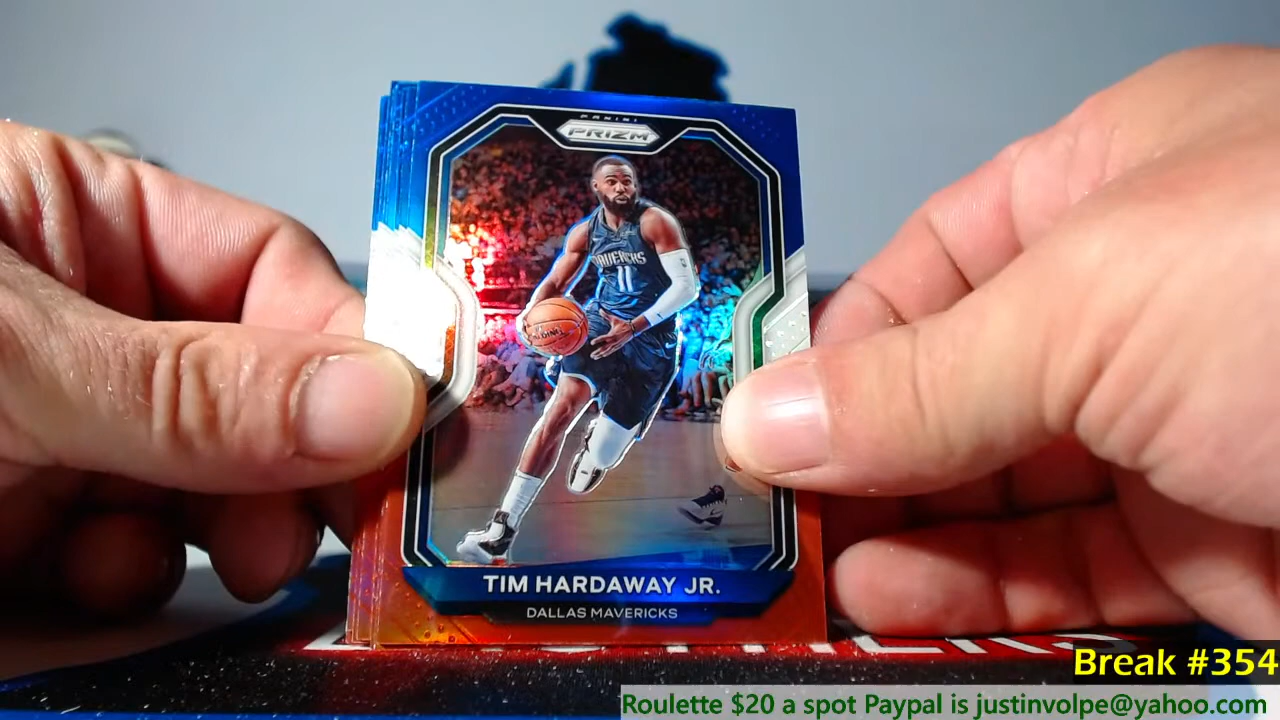 PANINI
PRIZM
MAVERICKS
11
TIM HARDAWAY JR.
DALLAS MAVERICKS
Break #354
Roulette $20 a spot Paypal is justinvolpe@yahoo.com